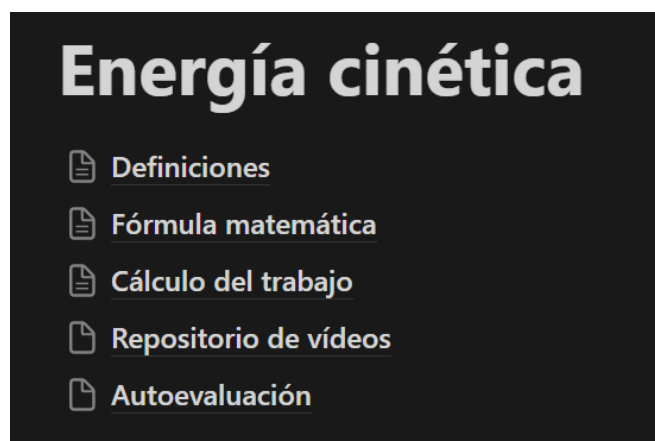 Energía cinética
Definiciones
Fórmula matemática
Cálculo del trabajo
Repositorio de vídeos
Autoevaluación